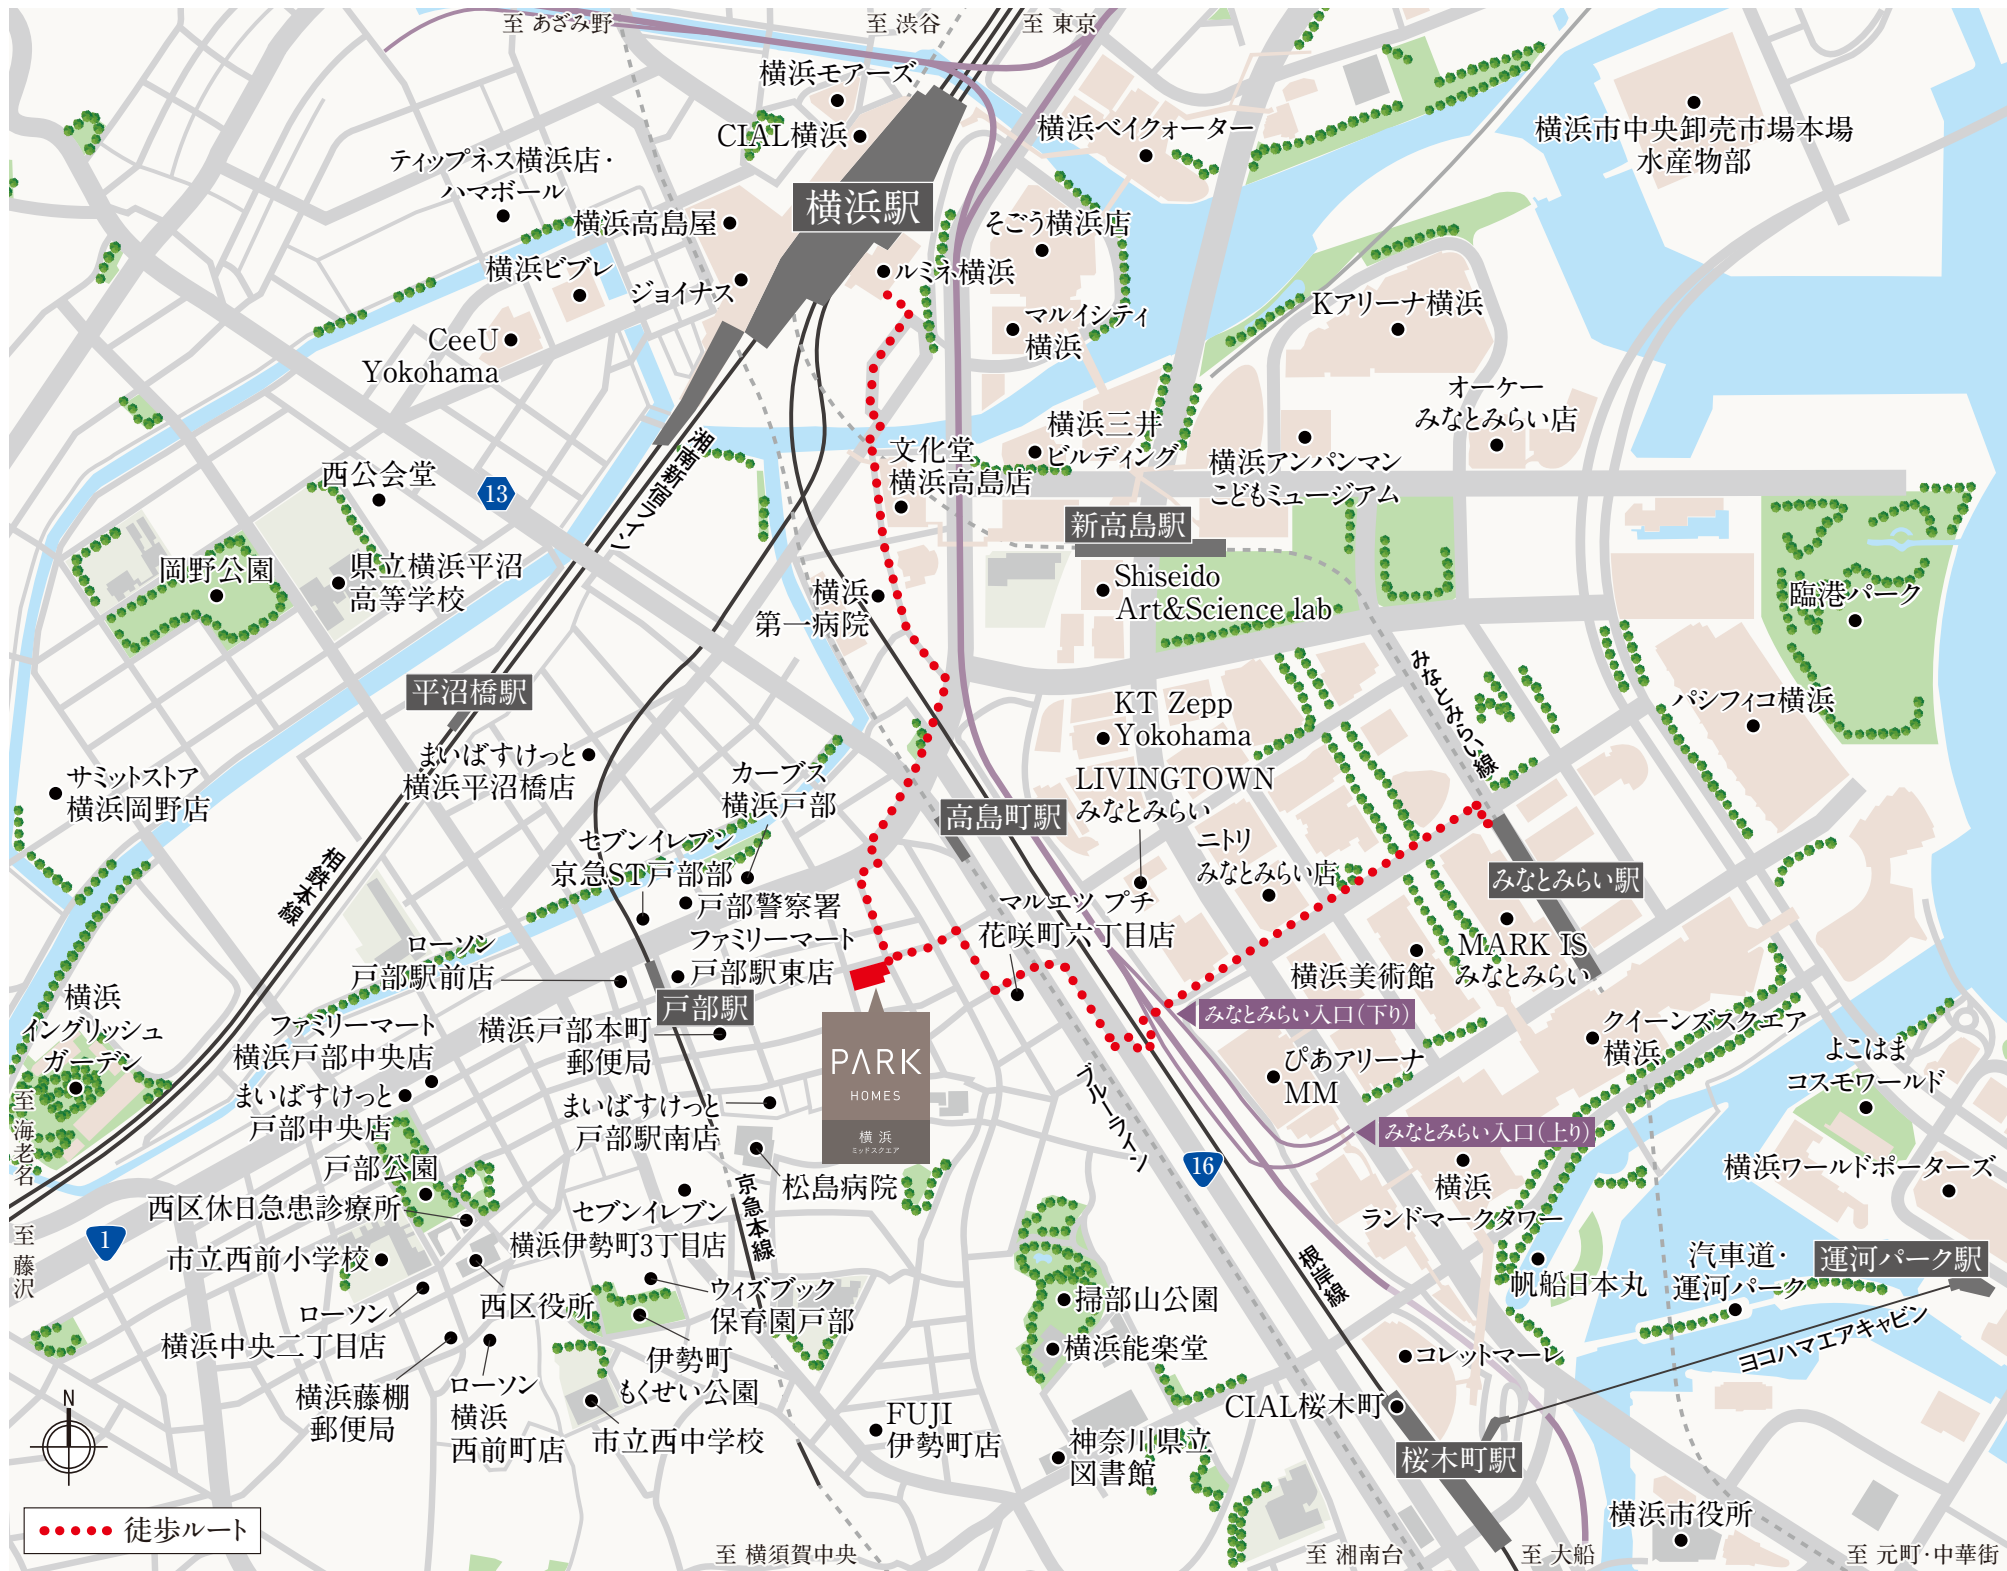 至 あざみ野
至 渋谷
至 東京
横浜モアーズ
CIAL横浜
横浜ベイクォーター
横浜市中央卸売市場本場
水産物部
ティップネス横浜店・
ハマボール
横浜駅
横浜高島屋
そごう横浜店
横浜ビブレ
ジョイナス
ルミネ横浜
マルイシティ
横浜
Kアリーナ横浜
CeeU
Yokohama
オーケー
みなとみらい店
横浜三井
ビルディング
文化堂
横浜高島店
横浜アンパンマン
こどもミュージアム
湘南新宿ライン
西公会堂
13
新高島駅
岡野公園
県立横浜平沼
高等学校
横浜
第一病院
Shiseido
Art&Science lab
臨港パーク
平沼橋駅
みなとみらい線
KT Zepp
Yokohama
パシフィコ横浜
まいばすけっと
横浜平沼橋店
サミットストア
横浜岡野店
カーブス
横浜戸部
LIVINGTOWN
みなとみらい
高島町駅
セブンイレブン
京急ST戸部部
ニトリ
みなとみらい店
みなとみらい駅
相鉄本線
戸部警察署
マルエツ プチ
花咲町六丁目店
ファミリーマート
戸部駅東店
ローソン
戸部駅前店
MARK IS
みなとみらい
横浜美術館
戸部駅
みなとみらい入口(下り)
横浜
イングリッシュ
ガーデン
ファミリーマート
横浜戸部中央店
横浜戸部本町
郵便局
クイーンズスクエア
横浜
ぴあアリーナ
MM
よこはま
コスモワールド
PARK
HOMES
横浜
ミッドスクエア
ブルーライン
まいばすけっと
戸部中央店
まいばすけっと
戸部駅南店
至 海老名
みなとみらい入口(上り)
戸部公園
16
松島病院
横浜
ランドマークタワー
横浜ワールドポーターズ
西区休日急患診療所
京急本線
セブンイレブン
横浜伊勢町3丁目店
至 藤沢
1
市立西前小学校
根岸線
帆船日本丸
汽車道・
運河パーク
運河パーク駅
西区役所
ウィズブック
保育園戸部
掃部山公園
ローソン
横浜中央二丁目店
横浜能楽堂
ヨコハマエアキャビン
コレットマーレ
伊勢町
もくせい公園
横浜藤棚
郵便局
ローソン
横浜
西前町店
N
CIAL桜木町
FUJI
伊勢町店
市立西中学校
神奈川県立
図書館
桜木町駅
横浜市役所
徒歩ルート
至 横須賀中央
至 湘南台
至 大船
至 元町・中華街